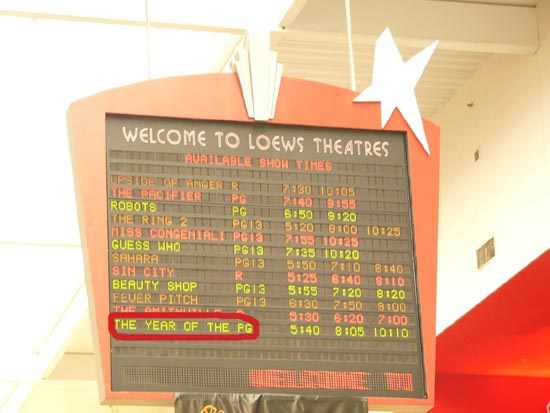 WELCOME TO LOEWS THEATRES
AVAILABLE SHOW TIMES
UPSIDE OF ANGER R 7:30 10:05
THE PACIFIER PG 7:40 9:55
ROBOTS PG 6:50 9:20
THE RING 2 PG13 5:20 8:00 10:25
MISS CONGENIALI PG13 7:55 10:25
GUESS WHO PG13 7:35 10:20
SAHARA PG13 5:50 7:10 8:40
SIN CITY R 5:25 6:40 8:10
BEAUTY SHOP PG13 5:55 7:20 8:20
FEVER PITCH PG13 6:30 7:50 9:00
THE AMITYVILLE R 5:30 6:20 7:00
THE YEAR OF THE PG 5:40 8:05 10:10
WELCOME